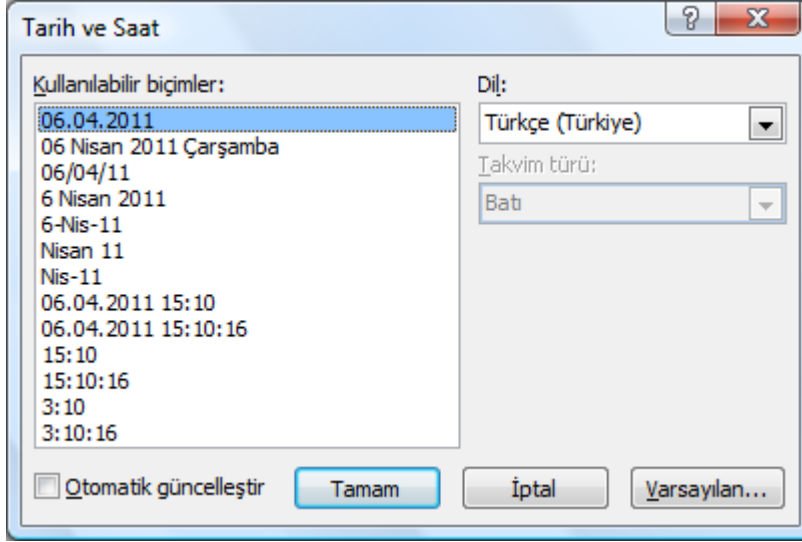 Tarih ve Saat
Kullanılabilir biçimler:
06.04.2011
06 Nisan 2011 Çarşamba
06/04/11
6 Nisan 2011
6-Nis-11
Nisan 11
Nis-11
06.04.2011 15:10
06.04.2011 15:10:16
15:10
15:10:16
3:10
3:10:16
Dil:
Türkçe (Türkiye)
Takvim türü:
Batı
Otomatik güncelleştir
Tamam
İptal
Varsayılan...